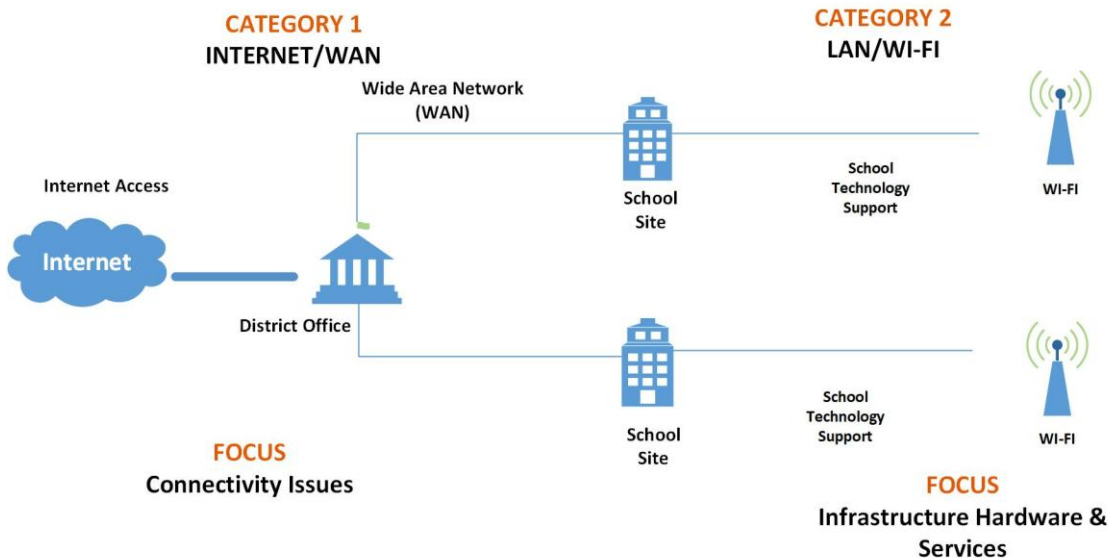 CATEGORY 1
INTERNET/WAN
CATEGORY 2
LAN/WI-FI
Wide Area Network
(WAN)
Internet Access
Internet
District Office
School
Site
School
Technology
Support
WI-FI
School
Site
School
Technology
Support
WI-FI
FOCUS
Connectivity Issues
FOCUS
Infrastructure Hardware &
Services